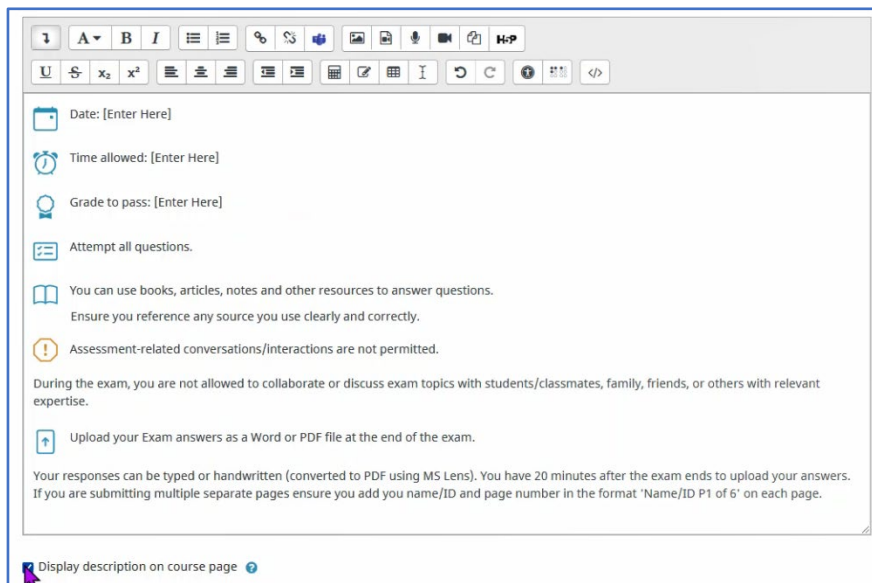 A B I H-P
U S x₂ x² </>
Date: [Enter Here]
Time allowed: [Enter Here]
Grade to pass: [Enter Here]
Attempt all questions.
You can use books, articles, notes and other resources to answer questions.
Ensure you reference any source you use clearly and correctly.
Assessment-related conversations/interactions are not permitted.
During the exam, you are not allowed to collaborate or discuss exam topics with students/classmates, family, friends, or others with relevant
expertise.
Upload your Exam answers as a Word or PDF file at the end of the exam.
Your responses can be typed or handwritten (converted to PDF using MS Lens). You have 20 minutes after the exam ends to upload your answers.
If you are submitting multiple separate pages ensure you add you name/ID and page number in the format 'Name/ID P1 of 6' on each page.
Display description on course page